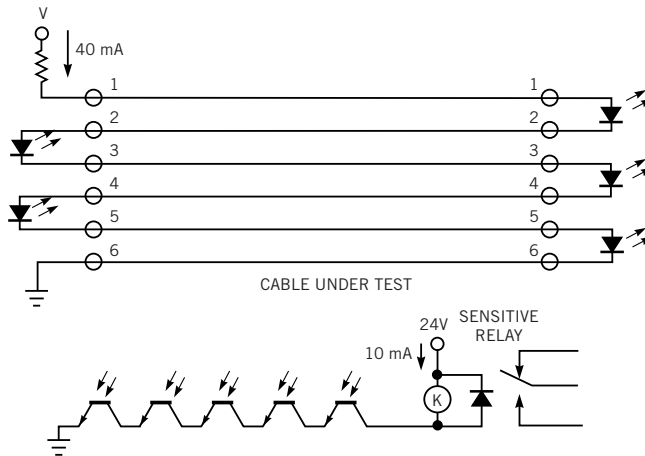 V
40 mA
1 1
2 2
3 3
4 4
5 5
6 6
CABLE UNDER TEST
SENSITIVE
RELAY
24V
10 mA
K